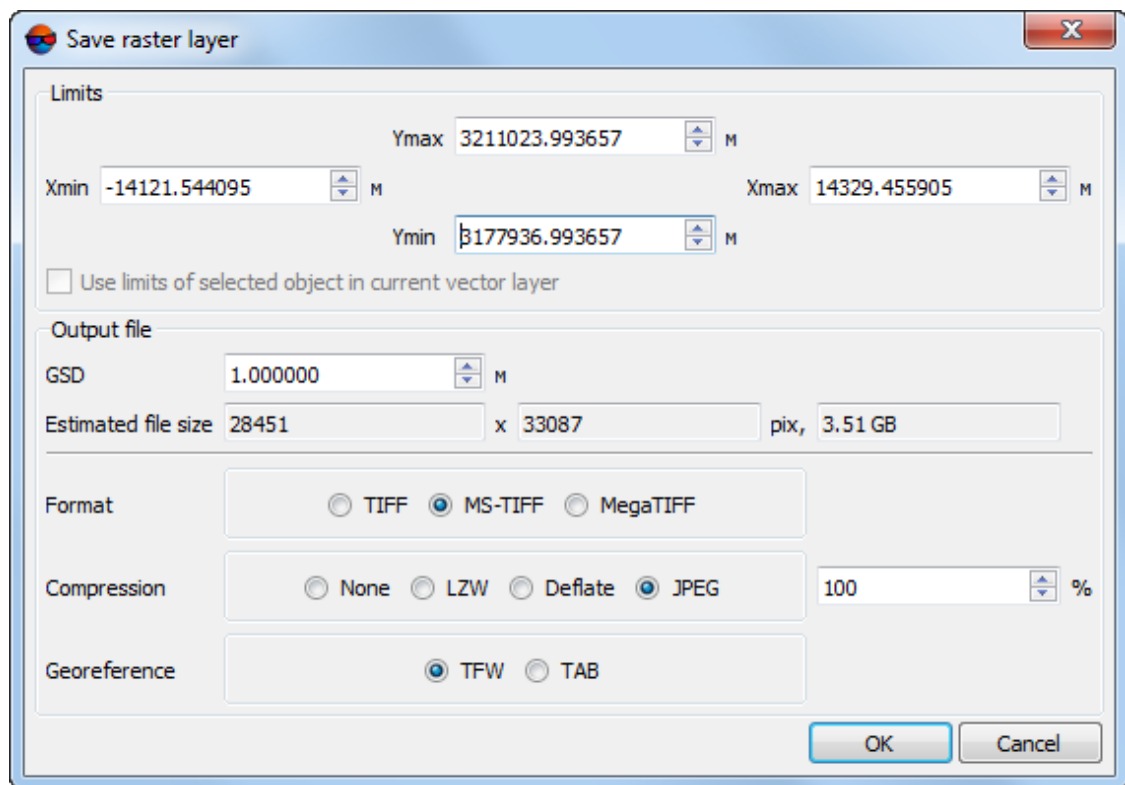 Save raster layer
Limits
Ymax 3211023.993657 м
Xmin -14121.544095 м Xmax 14329.455905 м
Ymin 3177936.993657 м
Use limits of selected object in current vector layer
Output file
GSD 1.000000 м
Estimated file size 28451 x 33087 pix, 3.51 GB
Format TIFF MS-TIFF MegaTIFF
Compression None LZW Deflate JPEG 100 %
Georeference TFW TAB
OK Cancel